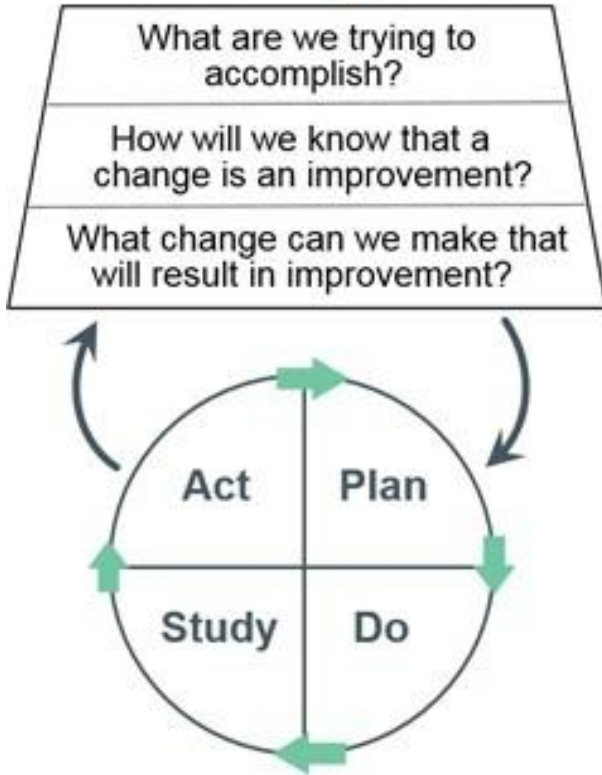 What are we trying to
accomplish?
How will we know that a
change is an improvement?
What change can we make that
will result in improvement?
Act
Plan
Study
Do